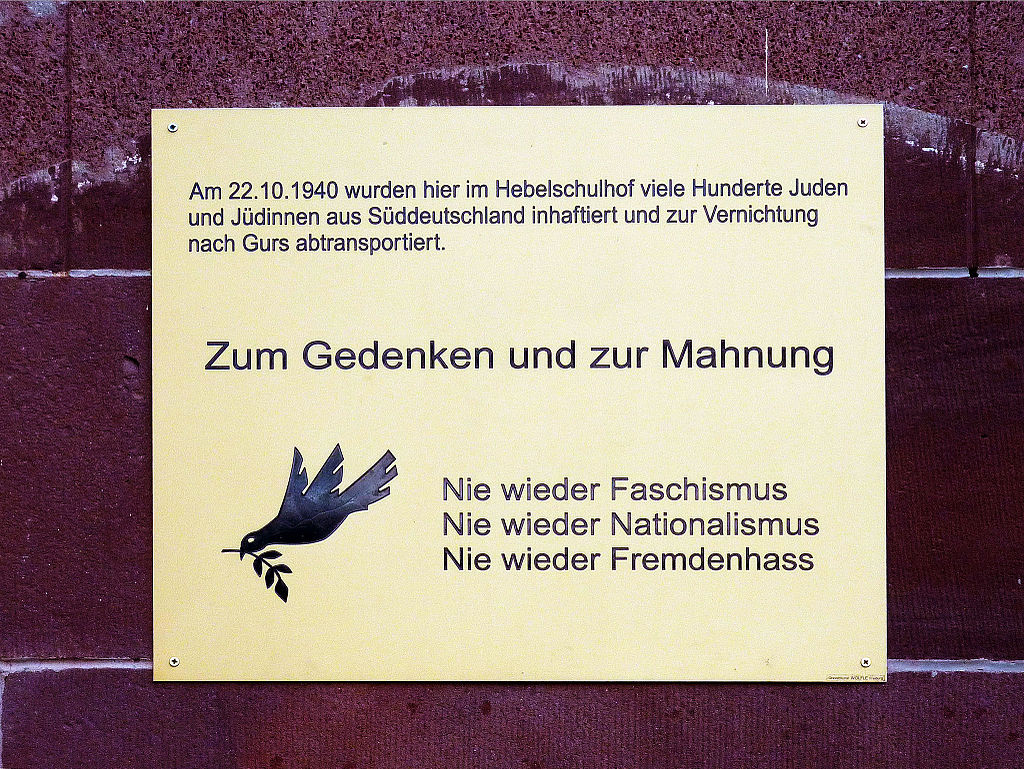 Am 22.10.1940 wurden hier im Hebelschulhof viele Hunderte Juden
und Jüdinnen aus Süddeutschland inhaftiert und zur Vernichtung
nach Gurs abtransportiert.
Zum Gedenken und zur Mahnung
Nie wieder Faschismus
Nie wieder Nationalismus
Nie wieder Fremdenhass